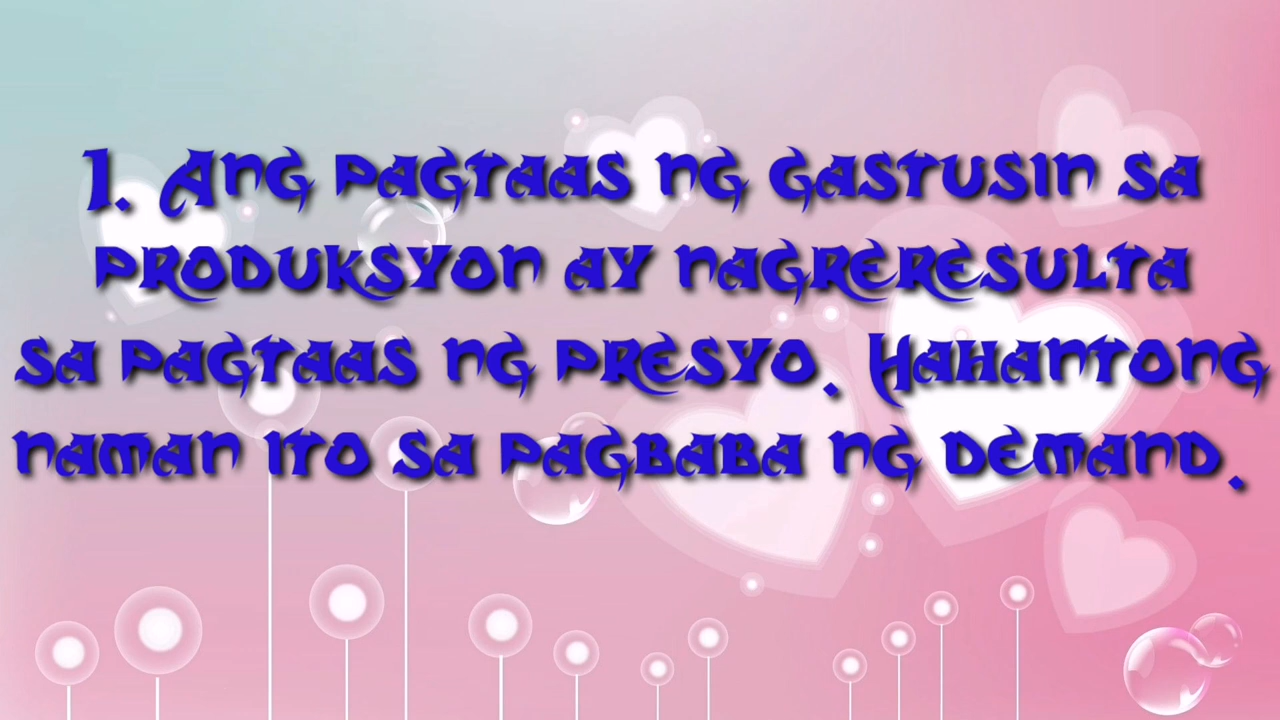 1. Ang pagtaas ng gastusin sa
produksyon ay nagreresulta
sa pagtaas ng presyo. Hahantong
naman ito sa pagbaba ng demand.